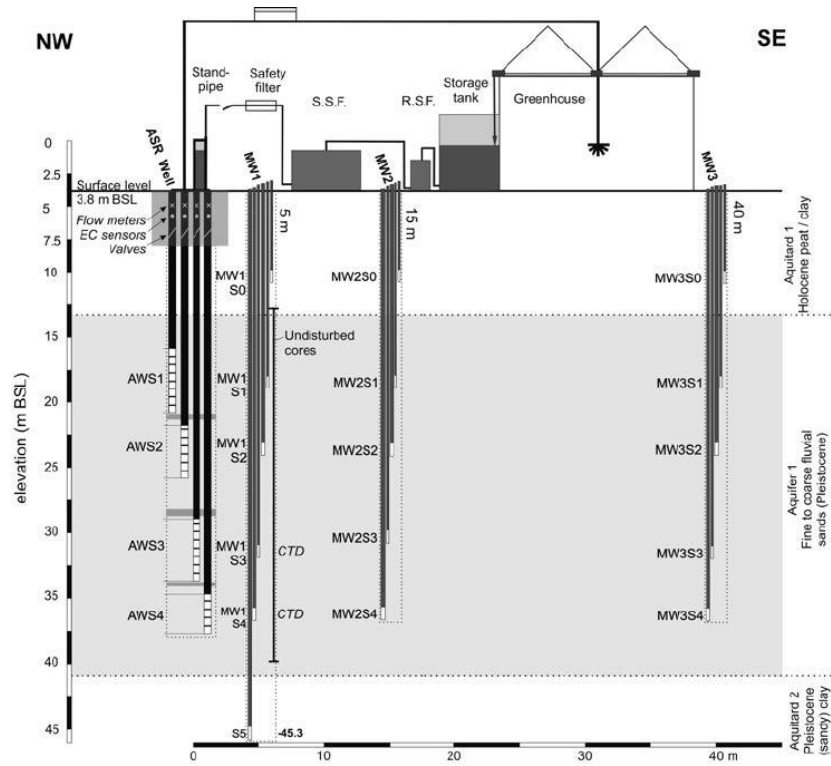 NW
SE
Stand-
pipe
Safety
filter
S.S.F.
R.S.F.
Storage
tank
Greenhouse
ASR Well
MW1
MW2
MW3
5 m
15 m
40 m
Surface level
3.8 m BSL
Flow meters
EC sensors
Valves
elevation (m BSL)
0
2.5
5
7.5
10
15
20
25
30
35
40
45
MW1
S0
MW2S0
MW3S0
Undisturbed
cores
AWS1
MW1
S1
MW2S1
MW3S1
AWS2
MW1
S2
MW2S2
MW3S2
AWS3
MW1
S3
CTD
MW2S3
MW3S3
AWS4
MW1
S4
CTD
MW2S4
MW3S4
S5
-45.3
Aquitard 1
Holocene peat / clay
Aquifer 1
Fine to coarse fluvial
sands (Pleistocene)
Aquitard 2
Pleislocene
(sandy) clay
0
10
20
30
40 m